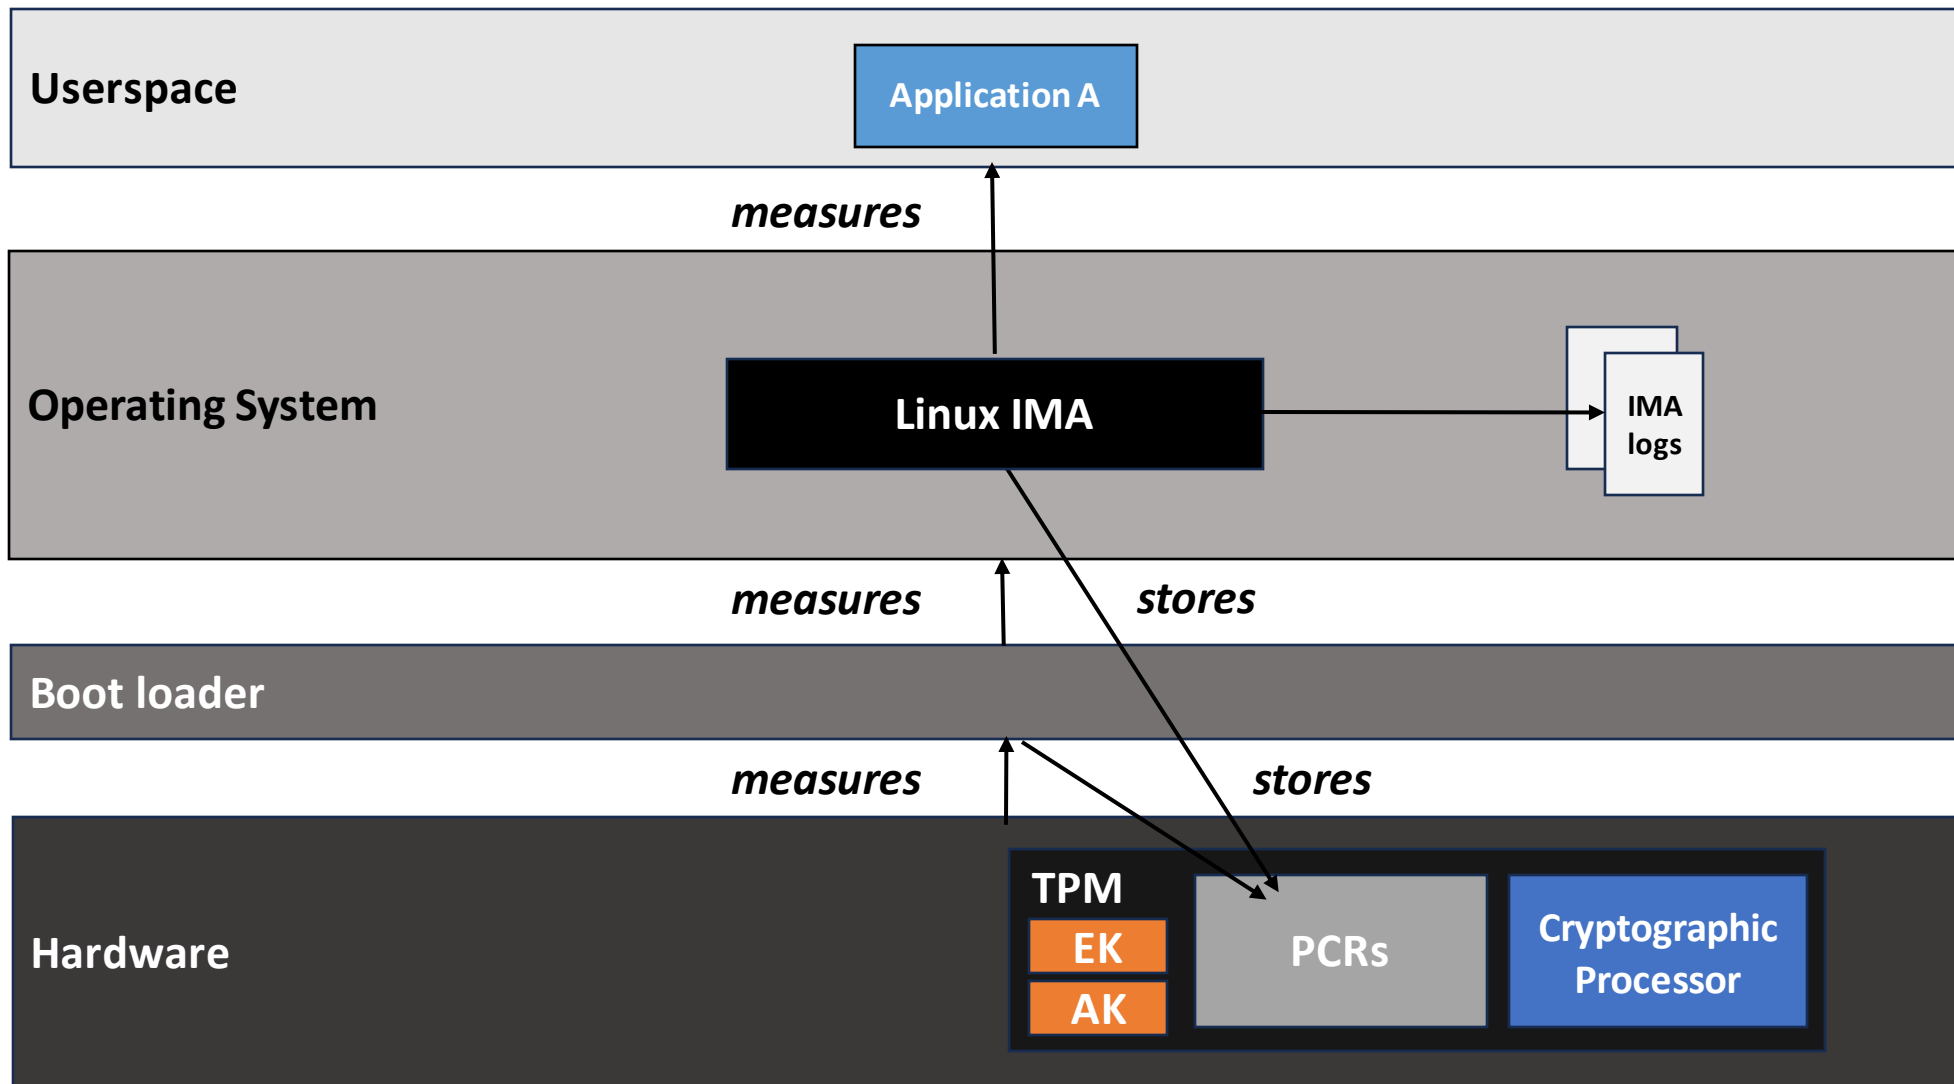 Userspace
Application A
measures
Operating System
Linux IMA
IMA
logs
measures
stores
Boot loader
measures
stores
Hardware
TPM
EK
AK
PCRs
Cryptographic
Processor